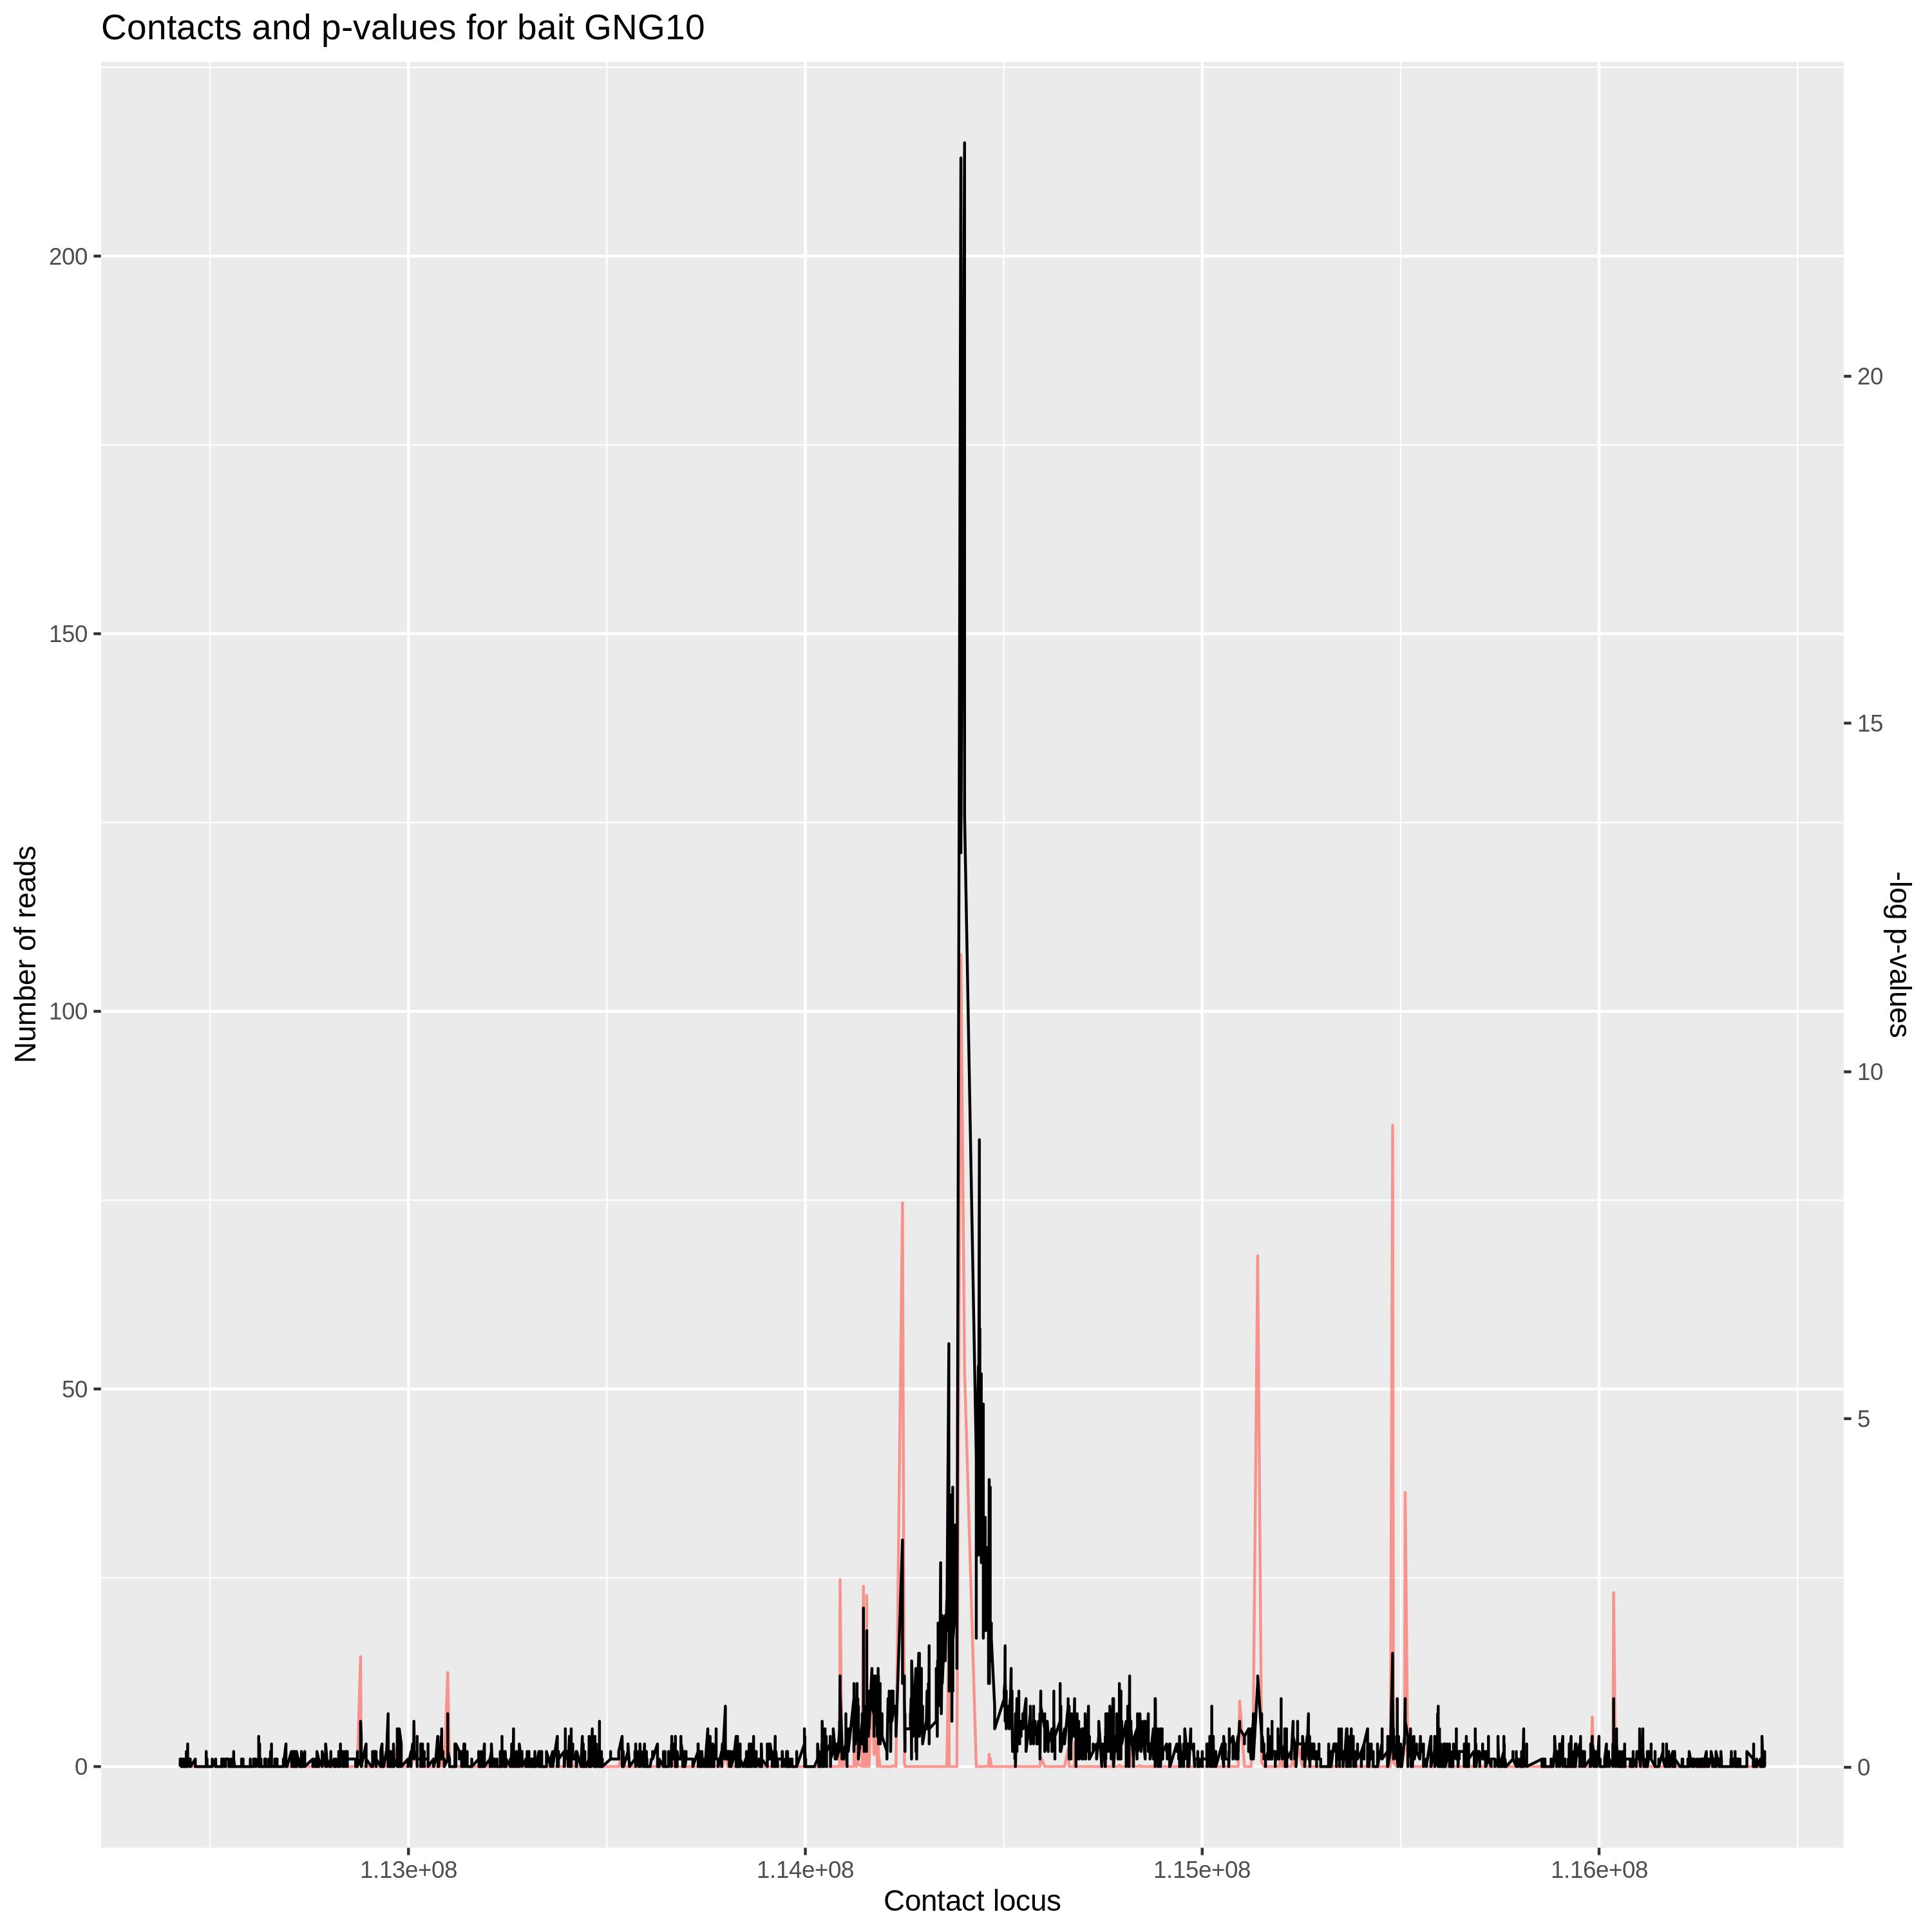 Contacts and p-values for bait GNG10
Number of reads
200
150
100
50
0
20
15
10
5
0
-log p-values
1.13e+08
1.14e+08
1.15e+08
1.16e+08
Contact locus